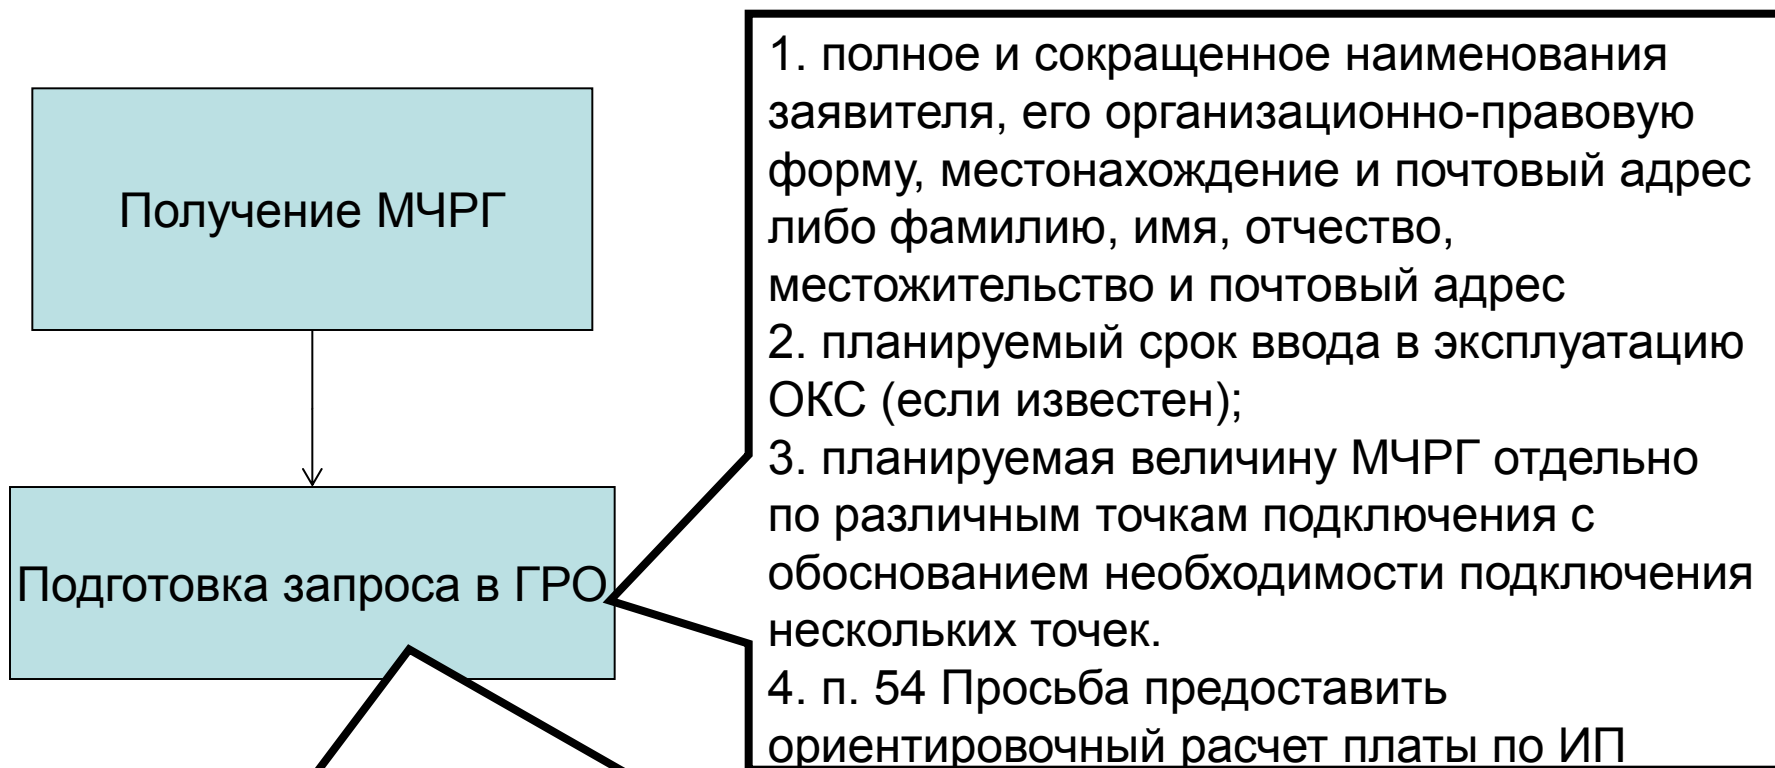 Получение МЧРГ
Подготовка запроса в ГРО
1. полное и сокращенное наименования
заявителя, его организационно-правовую
форму, местонахождение и почтовый адрес
либо фамилию, имя, отчество,
местожительство и почтовый адрес
2. планируемый срок ввода в эксплуатацию
ОКС (если известен);
3. планируемая величину МЧРГ отдельно
по различным точкам подключения с
обоснованием необходимости подключения
нескольких точек.
4. п. 54 Просьба предоставить
ориентировочный расчет платы по ИП